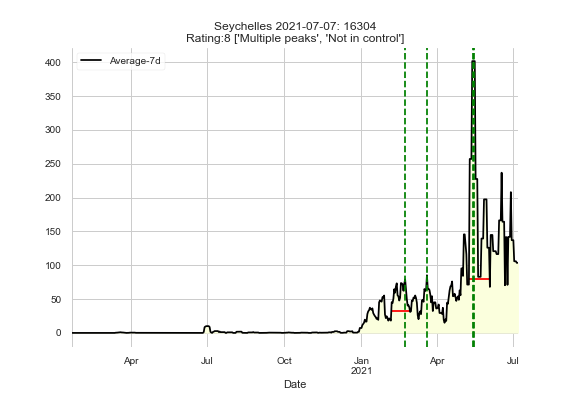 Seychelles 2021-07-07: 16304
Rating:8 ['Multiple peaks', 'Not in control']
Average-7d
400
350
300
250
200
150
100
50
0
Apr
Jul
Oct
Jan
2021
Apr
Jul
Date